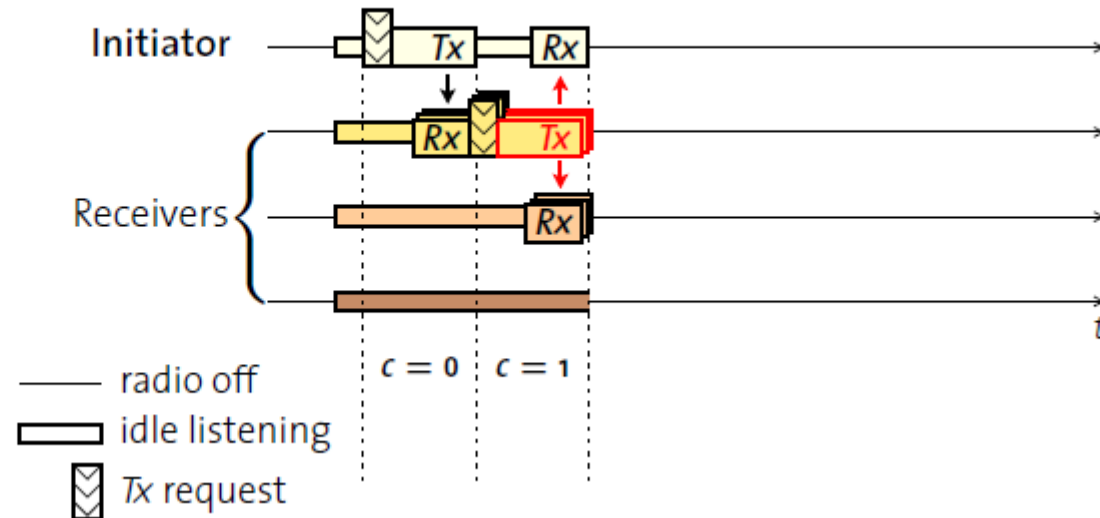 Initiator
Tx
Rx
Rx
Tx
Receivers
Rx
t
c = 0
c = 1
radio off
idle listening
Tx request